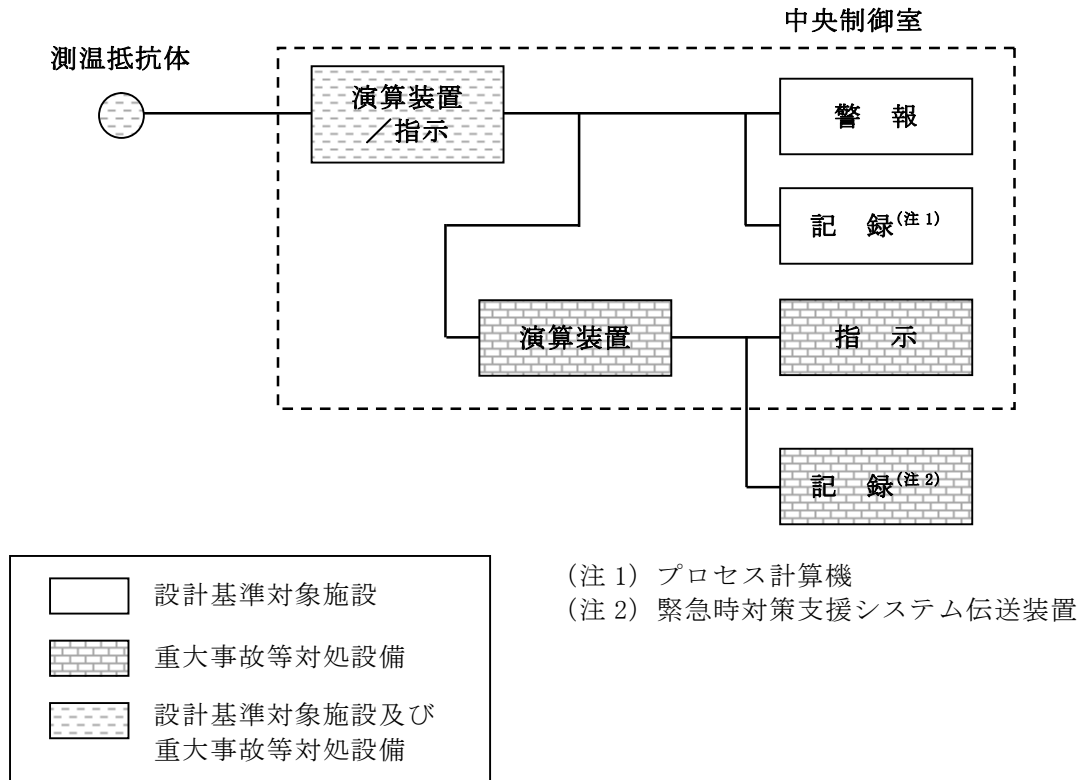 中央制御室
測温抵抗体
演算装置
／指示
警 報
記 録(注 1)
演算装置
指 示
記 録(注 2)
設計基準対象施設
重大事故等対処設備
設計基準対象施設及び
重大事故等対処設備
(注 1) プロセス計算機
(注 2) 緊急時対策支援システム伝送装置